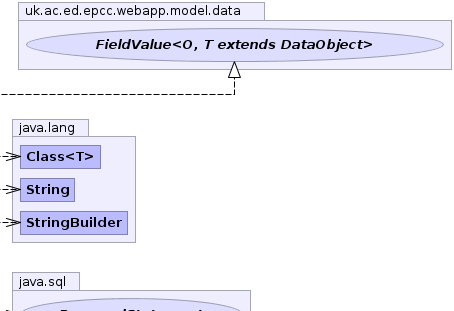 uk.ac.ed.epcc.webapp.model.data
FieldValue<O, T extends DataObject>
java.lang
Class<T>
String
StringBuilder
java.sql